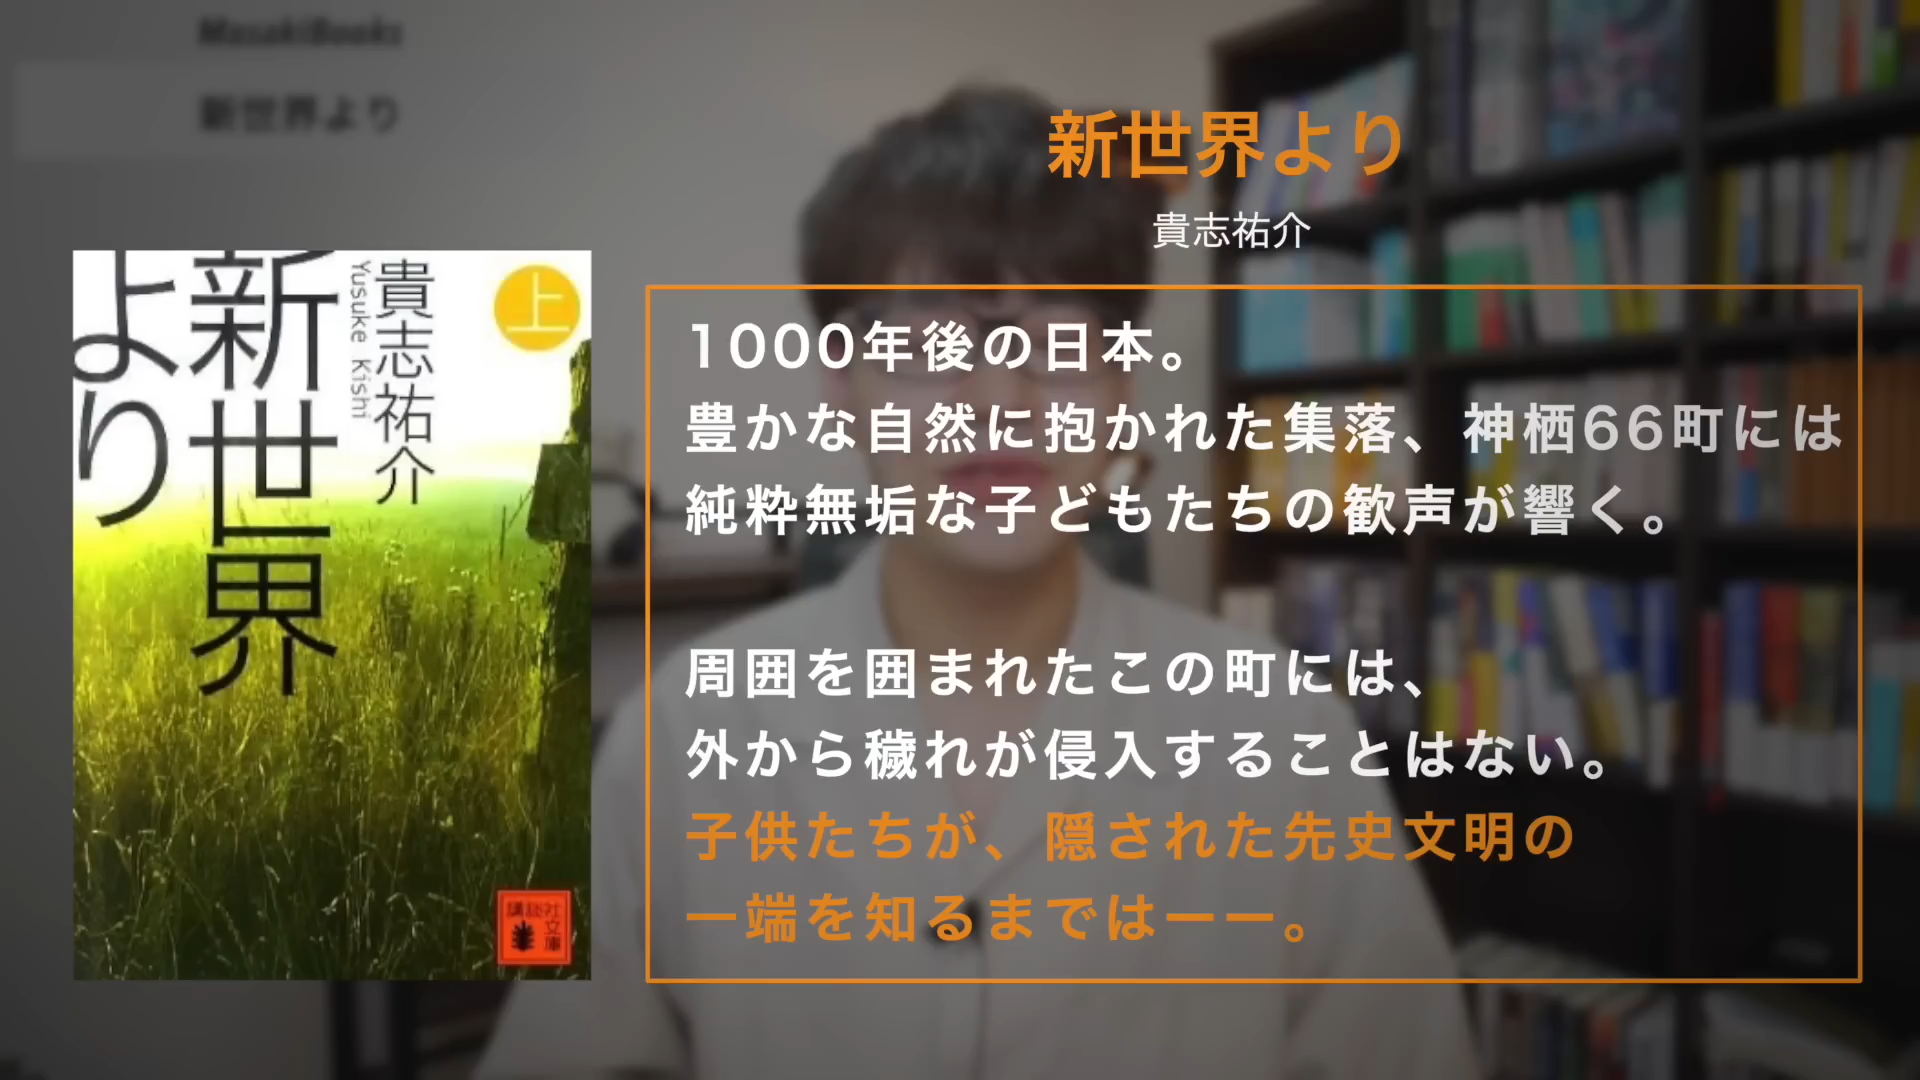 MasakiBooks
新世界より
新世界より
貴志祐介
上
貴志祐介
Yusuke Kishi
新世界
より
講談社
文庫
1000年後の日本。
豊かな自然に抱かれた集落、神栖66町には
純粋無垢な子どもたちの歓声が響く。
周囲を囲まれたこの町には、
外から穢れが侵入することはない。
子供たちが、隠された先史文明の
一端を知るまでは――。